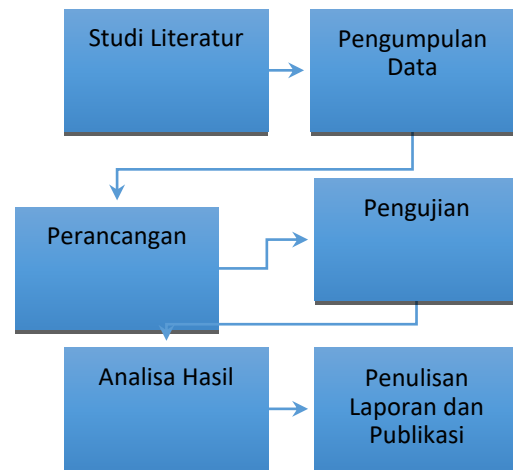 Studi Literatur
Pengumpulan
Data
Perancangan
Pengujian
Analisa Hasil
Penulisan
Laporan dan
Publikasi